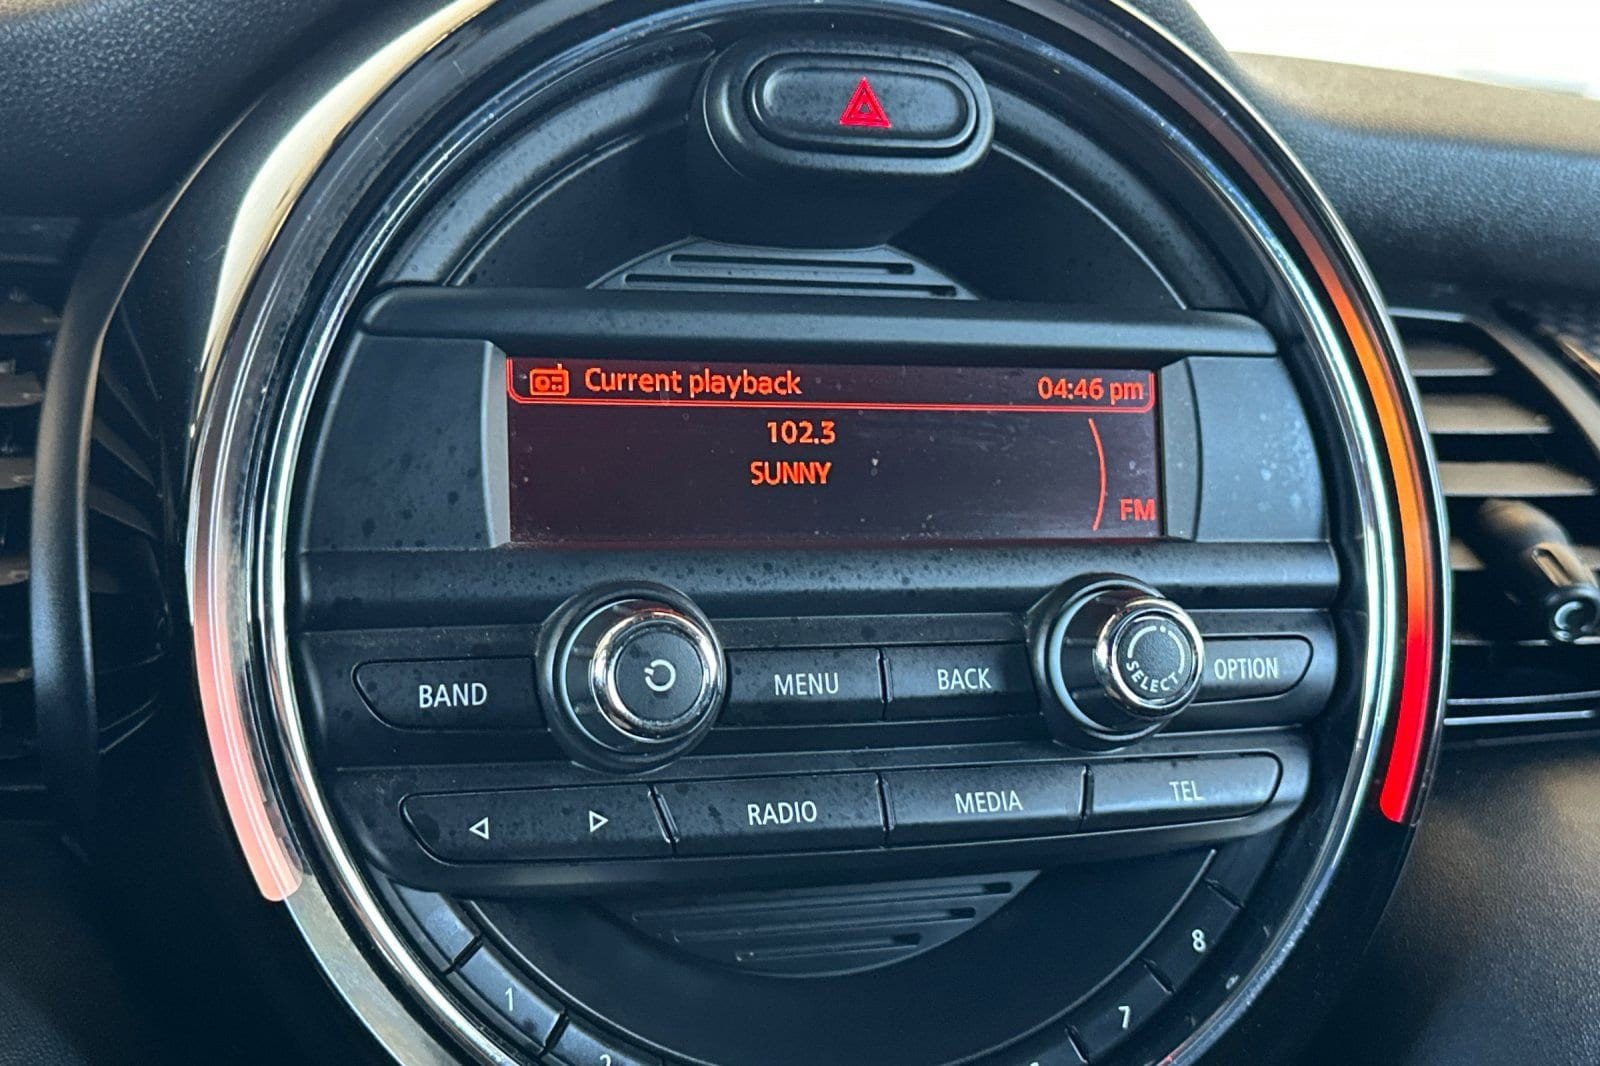 Current playback 04:46 pm
102.3
SUNNY
FM
BAND MENU BACK SELECT OPTION
RADIO MEDIA TEL
8
1 7
2